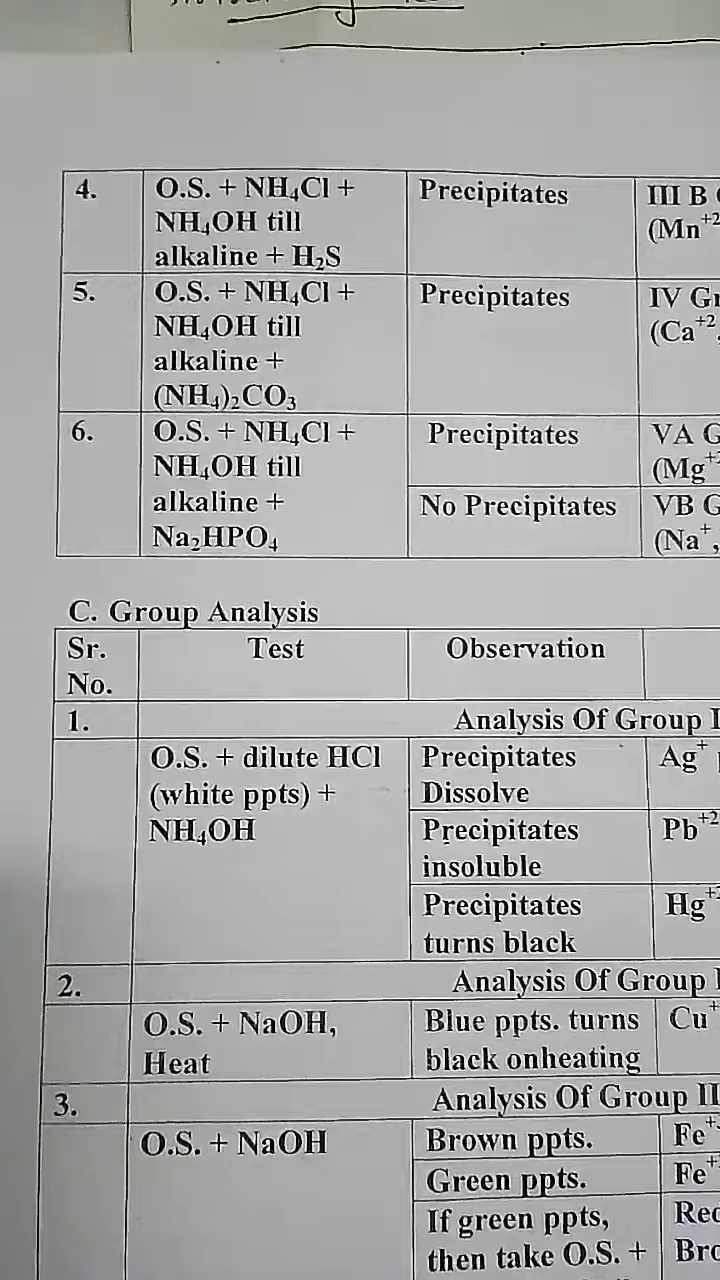 4. O.S. + NH₄Cl + Precipitates III B
NH₄OH till (Mn⁺²
alkaline + H₂S
5. O.S. + NH₄Cl + Precipitates IV
NH₄OH till (Ca⁺²
alkaline +
(NH₄)₂CO₃
6. O.S. + NH₄Cl + Precipitates VA
NH₄OH till (Mg
alkaline + No Precipitates VB
Na₂HPO₄ (Na⁺,
C. Group Analysis
Sr. Test Observation
No.
1. Analysis Of Group
O.S. + dilute HCl Precipitates Ag⁺
(white ppts) + Dissolve
NH₄OH Precipitates Pb⁺²
insoluble
Precipitates Hg
turns black
2. Analysis Of Group
O.S. + NaOH, Blue ppts. turns Cu⁺
Heat black onheating
3. Analysis Of Group
O.S. + NaOH Brown ppts. Fe⁺
Green ppts. Fe⁺
If green ppts,
then take O.S. +